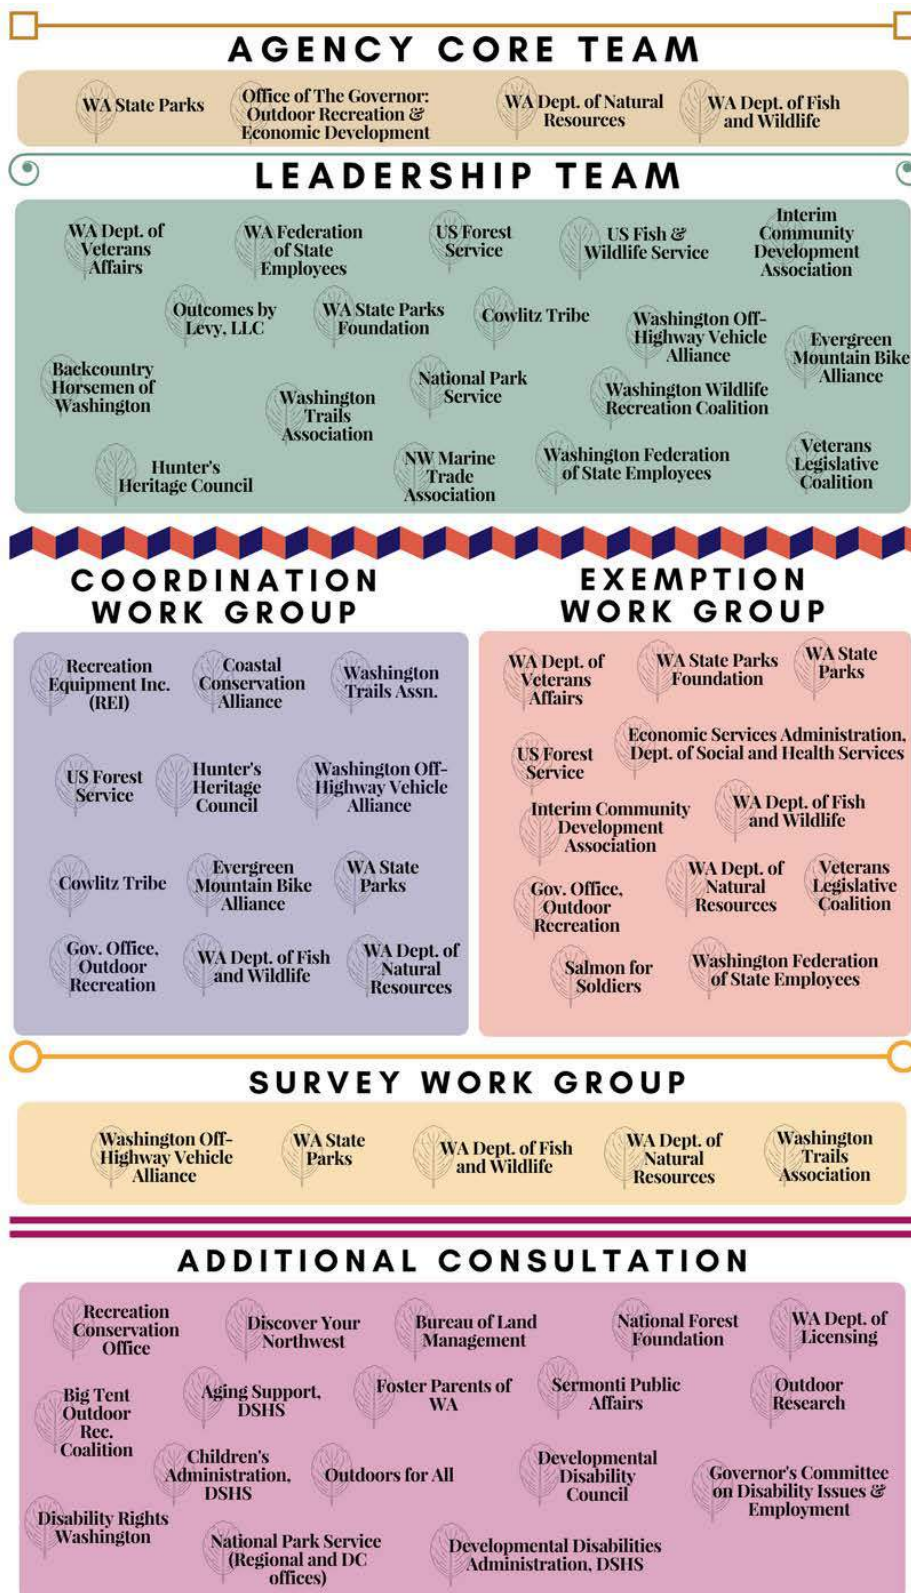 AGENCY CORE TEAM
WA State Parks
Office of The Governor:
Outdoor Recreation &
Economic Development
WA Dept. of Natural
Resources
WA Dept. of Fish
and Wildlife
LEADERSHIP TEAM
WA Dept. of
Veterans
Affairs
WA Federation
of State
Employees
US Forest
Service
US Fish &
Wildlife Service
Interim
Community
Development
Association
Outcomes by
Levy, LLC
WA State Parks
Foundation
Cowlitz Tribe
Washington Off-
Highway Vehicle
Alliance
Evergreen
Mountain Bike
Alliance
Backcountry
Horsemen of
Washington
Washington
Trails
Association
National Park
Service
Washington Wildlife
Recreation Coalition
Hunter's
Heritage Council
NW Marine
Trade
Association
Washington Federation
of State Employees
Veterans
Legislative
Coalition
COORDINATION
WORK GROUP
Recreation
Equipment Inc.
(REI)
Coastal
Conservation
Alliance
Washington
Trails Assn.
US Forest
Service
Hunter's
Heritage
Council
Washington Off-
Highway Vehicle
Alliance
Cowlitz Tribe
Evergreen
Mountain Bike
Alliance
WA State
Parks
Gov. Office,
Outdoor
Recreation
WA Dept. of Fish
and Wildlife
WA Dept. of
Natural
Resources
EXEMPTION
WORK GROUP
WA Dept. of
Veterans
Affairs
WA State Parks
Foundation
WA State
Parks
US Forest
Service
Economic Services Administration,
Dept. of Social and Health Services
Interim Community
Development
Association
WA Dept. of Fish
and Wildlife
Gov. Office,
Outdoor
Recreation
WA Dept. of
Natural
Resources
Veterans
Legislative
Coalition
Salmon for
Soldiers
Washington Federation
of State Employees
SURVEY WORK GROUP
Washington Off-
Highway Vehicle
Alliance
WA State
Parks
WA Dept. of Fish
and Wildlife
WA Dept. of
Natural
Resources
Washington
Trails
Association
ADDITIONAL CONSULTATION
Recreation
Conservation
Office
Discover Your
Northwest
Bureau of Land
Management
National Forest
Foundation
WA Dept. of
Licensing
Big Tent
Outdoor
Rec.
Coalition
Aging Support,
DSHS
Foster Parents of
WA
Sermonti Public
Affairs
Outdoor
Research
Children's
Administration,
DSHS
Outdoors for All
Developmental
Disability
Council
Governor's Committee
on Disability Issues &
Employment
Disability Rights
Washington
National Park Service
(Regional and DC
offices)
Developmental Disabilities
Administration, DSHS